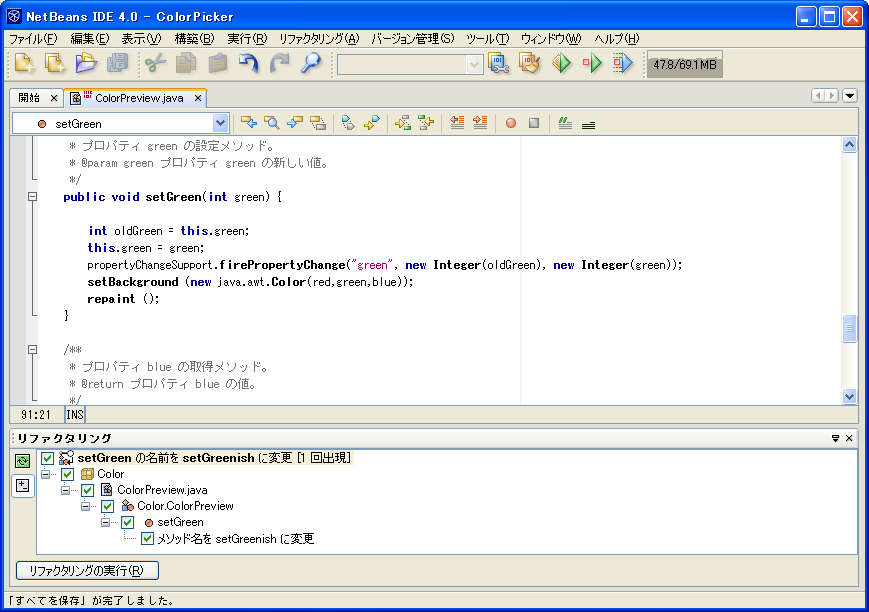 NetBeans IDE 4.0 - ColorPicker
ファイル(F) 編集(E) 表示(V) 構築(B) 実行(R) リファクタリング(A) バージョン管理(S) ツール(T) ウィンドウ(W) ヘルプ(H)
47.8/69.1MB
開始 ColorPreview.java
setGreen
* プロパティ green の設定メソッド。
* @param green プロパティ green の新しい値。
*/
public void setGreen(int green) {
int oldGreen = this.green;
this.green = green;
propertyChangeSupport.firePropertyChange("green", new Integer(oldGreen), new Integer(green));
setBackground (new java.awt.Color(red,green,blue));
repaint ();
}
/**
* プロパティ blue の取得メソッド。
* @return プロパティ blue の値。
*/
91:21 INS
リファクタリング
setGreen の名前を setGreenish に変更 [1 回出現]
Color
ColorPreview.java
Color.ColorPreview
setGreen
メソッド名を setGreenish に変更
リファクタリングの実行(R)
「すべてを保存」が完了しました。